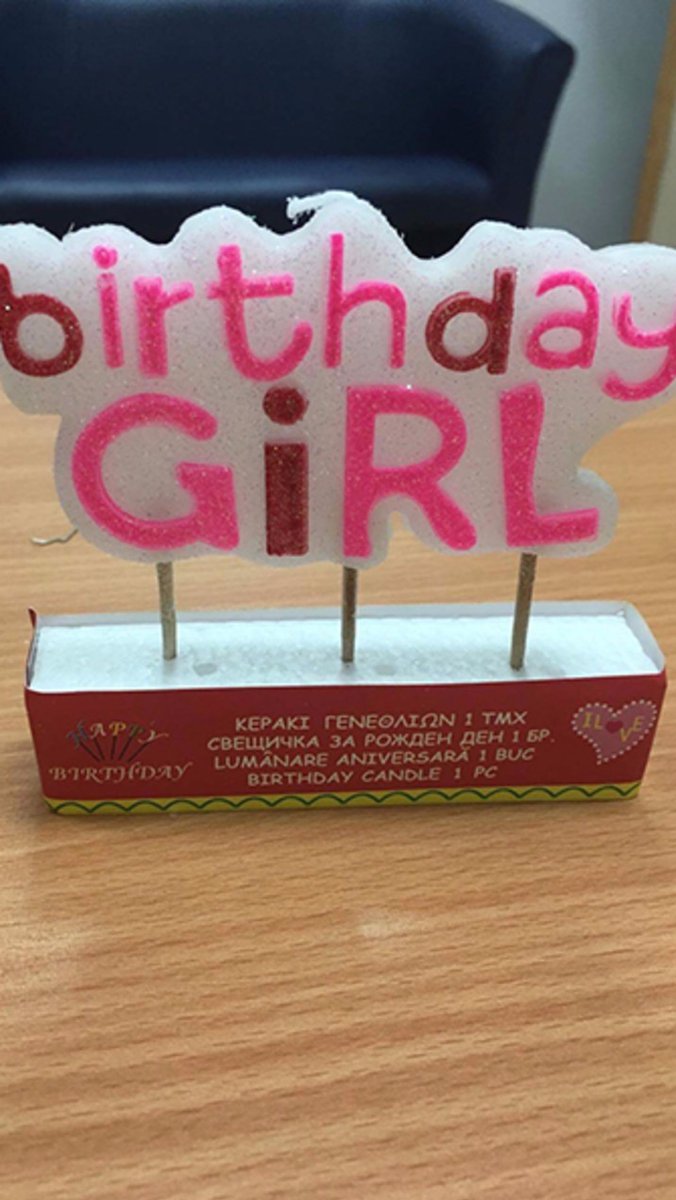 birthday
GiRL
HAPPY
BIRTHDAY
ΚΕΡΑΚΙ ΓΕΝΕΘΛΙΩΝ 1 ΤΜΧ
СВЕЩИЧКА ЗА РОЖДЕН ДЕН 1 БР.
LUMÂNARE ANIVERSARĂ 1 BUC
BIRTHDAY CANDLE 1 PC
I LOVE